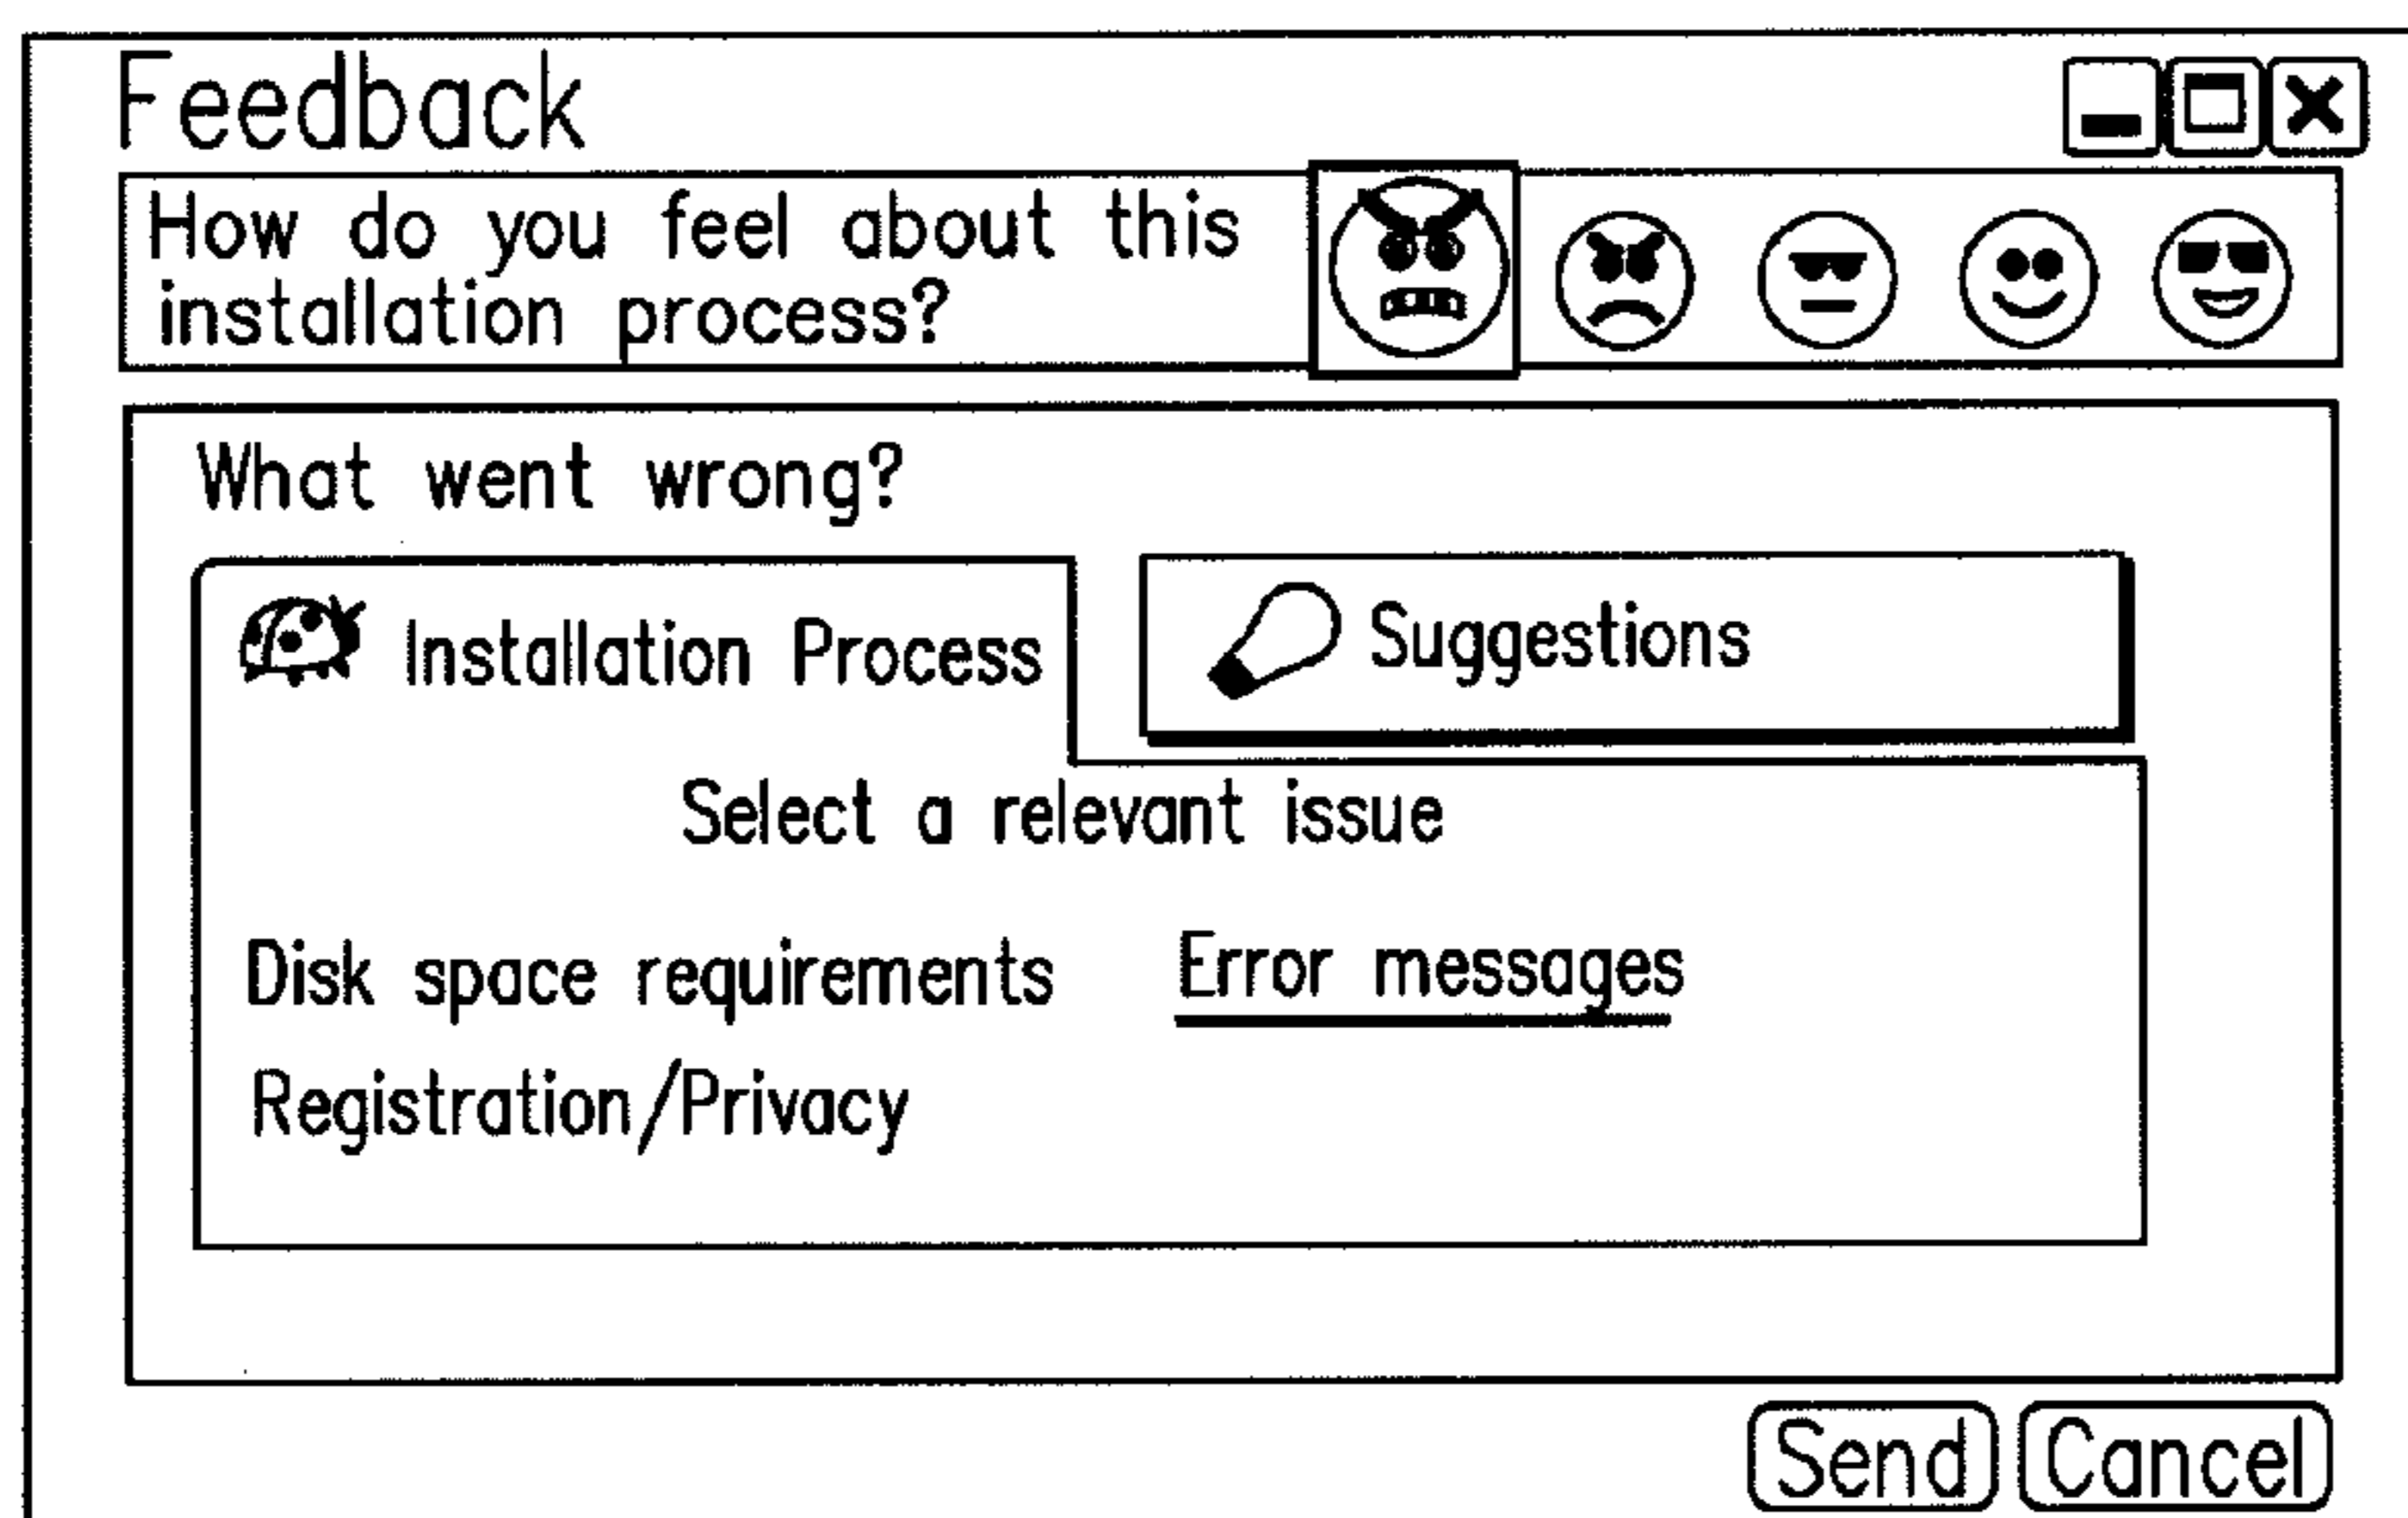 Feedback
How do you feel about this
installation process?
What went wrong?
Installation Process
Suggestions
Select a relevant issue
Disk space requirements
Error messages
Registration/Privacy
Send
Cancel